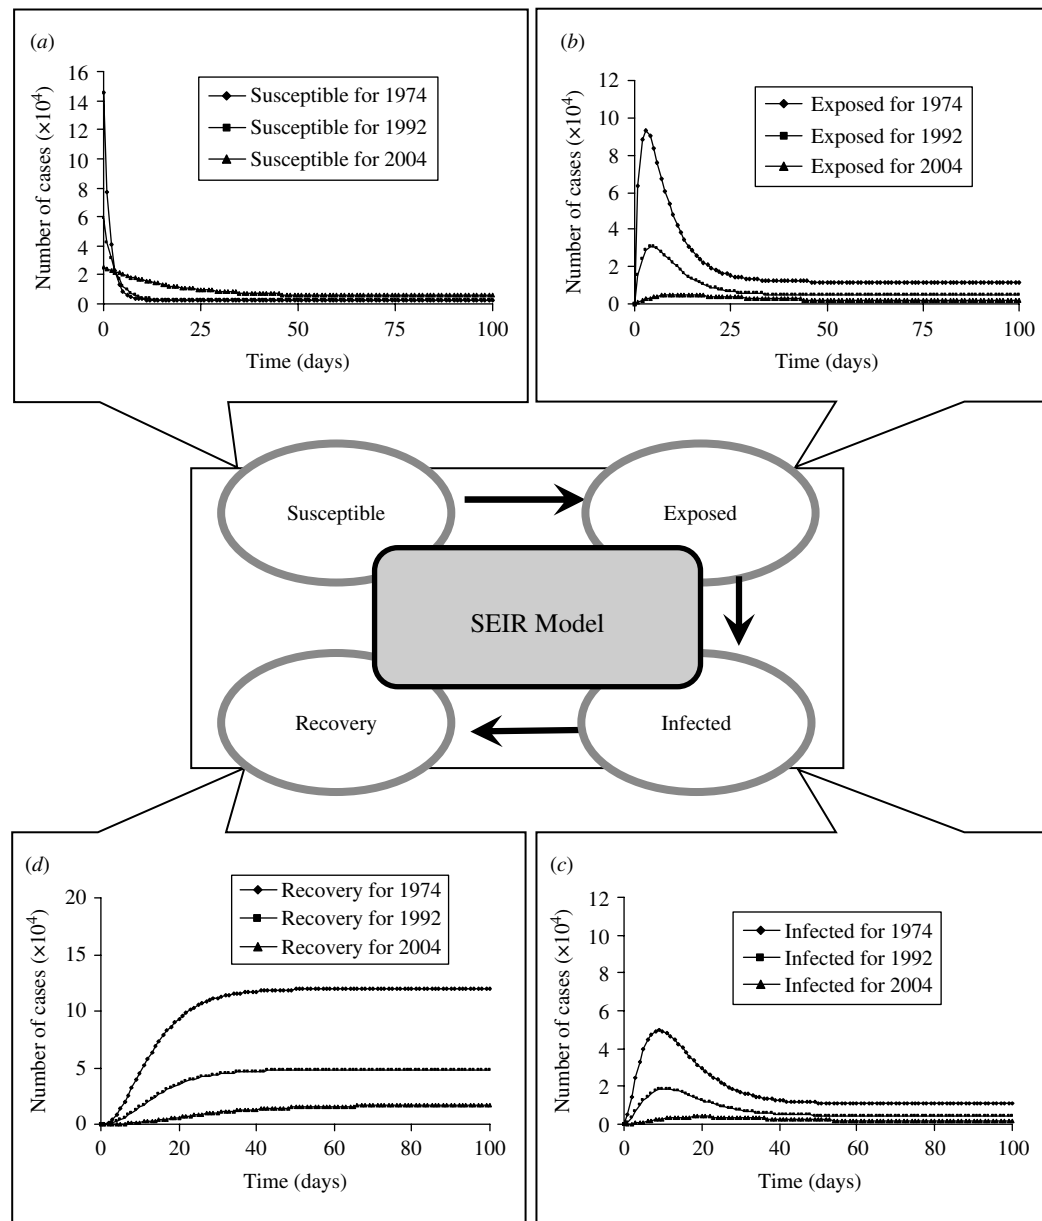 (a)
Number of cases (×10⁴)
16
14
12
10
8
6
4
2
0
0 25 50 75 100
Time (days)
Susceptible for 1974
Susceptible for 1992
Susceptible for 2004
(b)
Number of cases (×10⁴)
12
10
8
6
4
2
0
0 25 50 75 100
Time (days)
Exposed for 1974
Exposed for 1992
Exposed for 2004
Susceptible
Exposed
SEIR Model
Recovery
Infected
(d)
Number of cases (×10⁴)
20
15
10
5
0
0 20 40 60 80 100
Time (days)
Recovery for 1974
Recovery for 1992
Recovery for 2004
(c)
Number of cases (×10⁴)
12
10
8
6
4
2
0
0 20 40 60 80 100
Time (days)
Infected for 1974
Infected for 1992
Infected for 2004